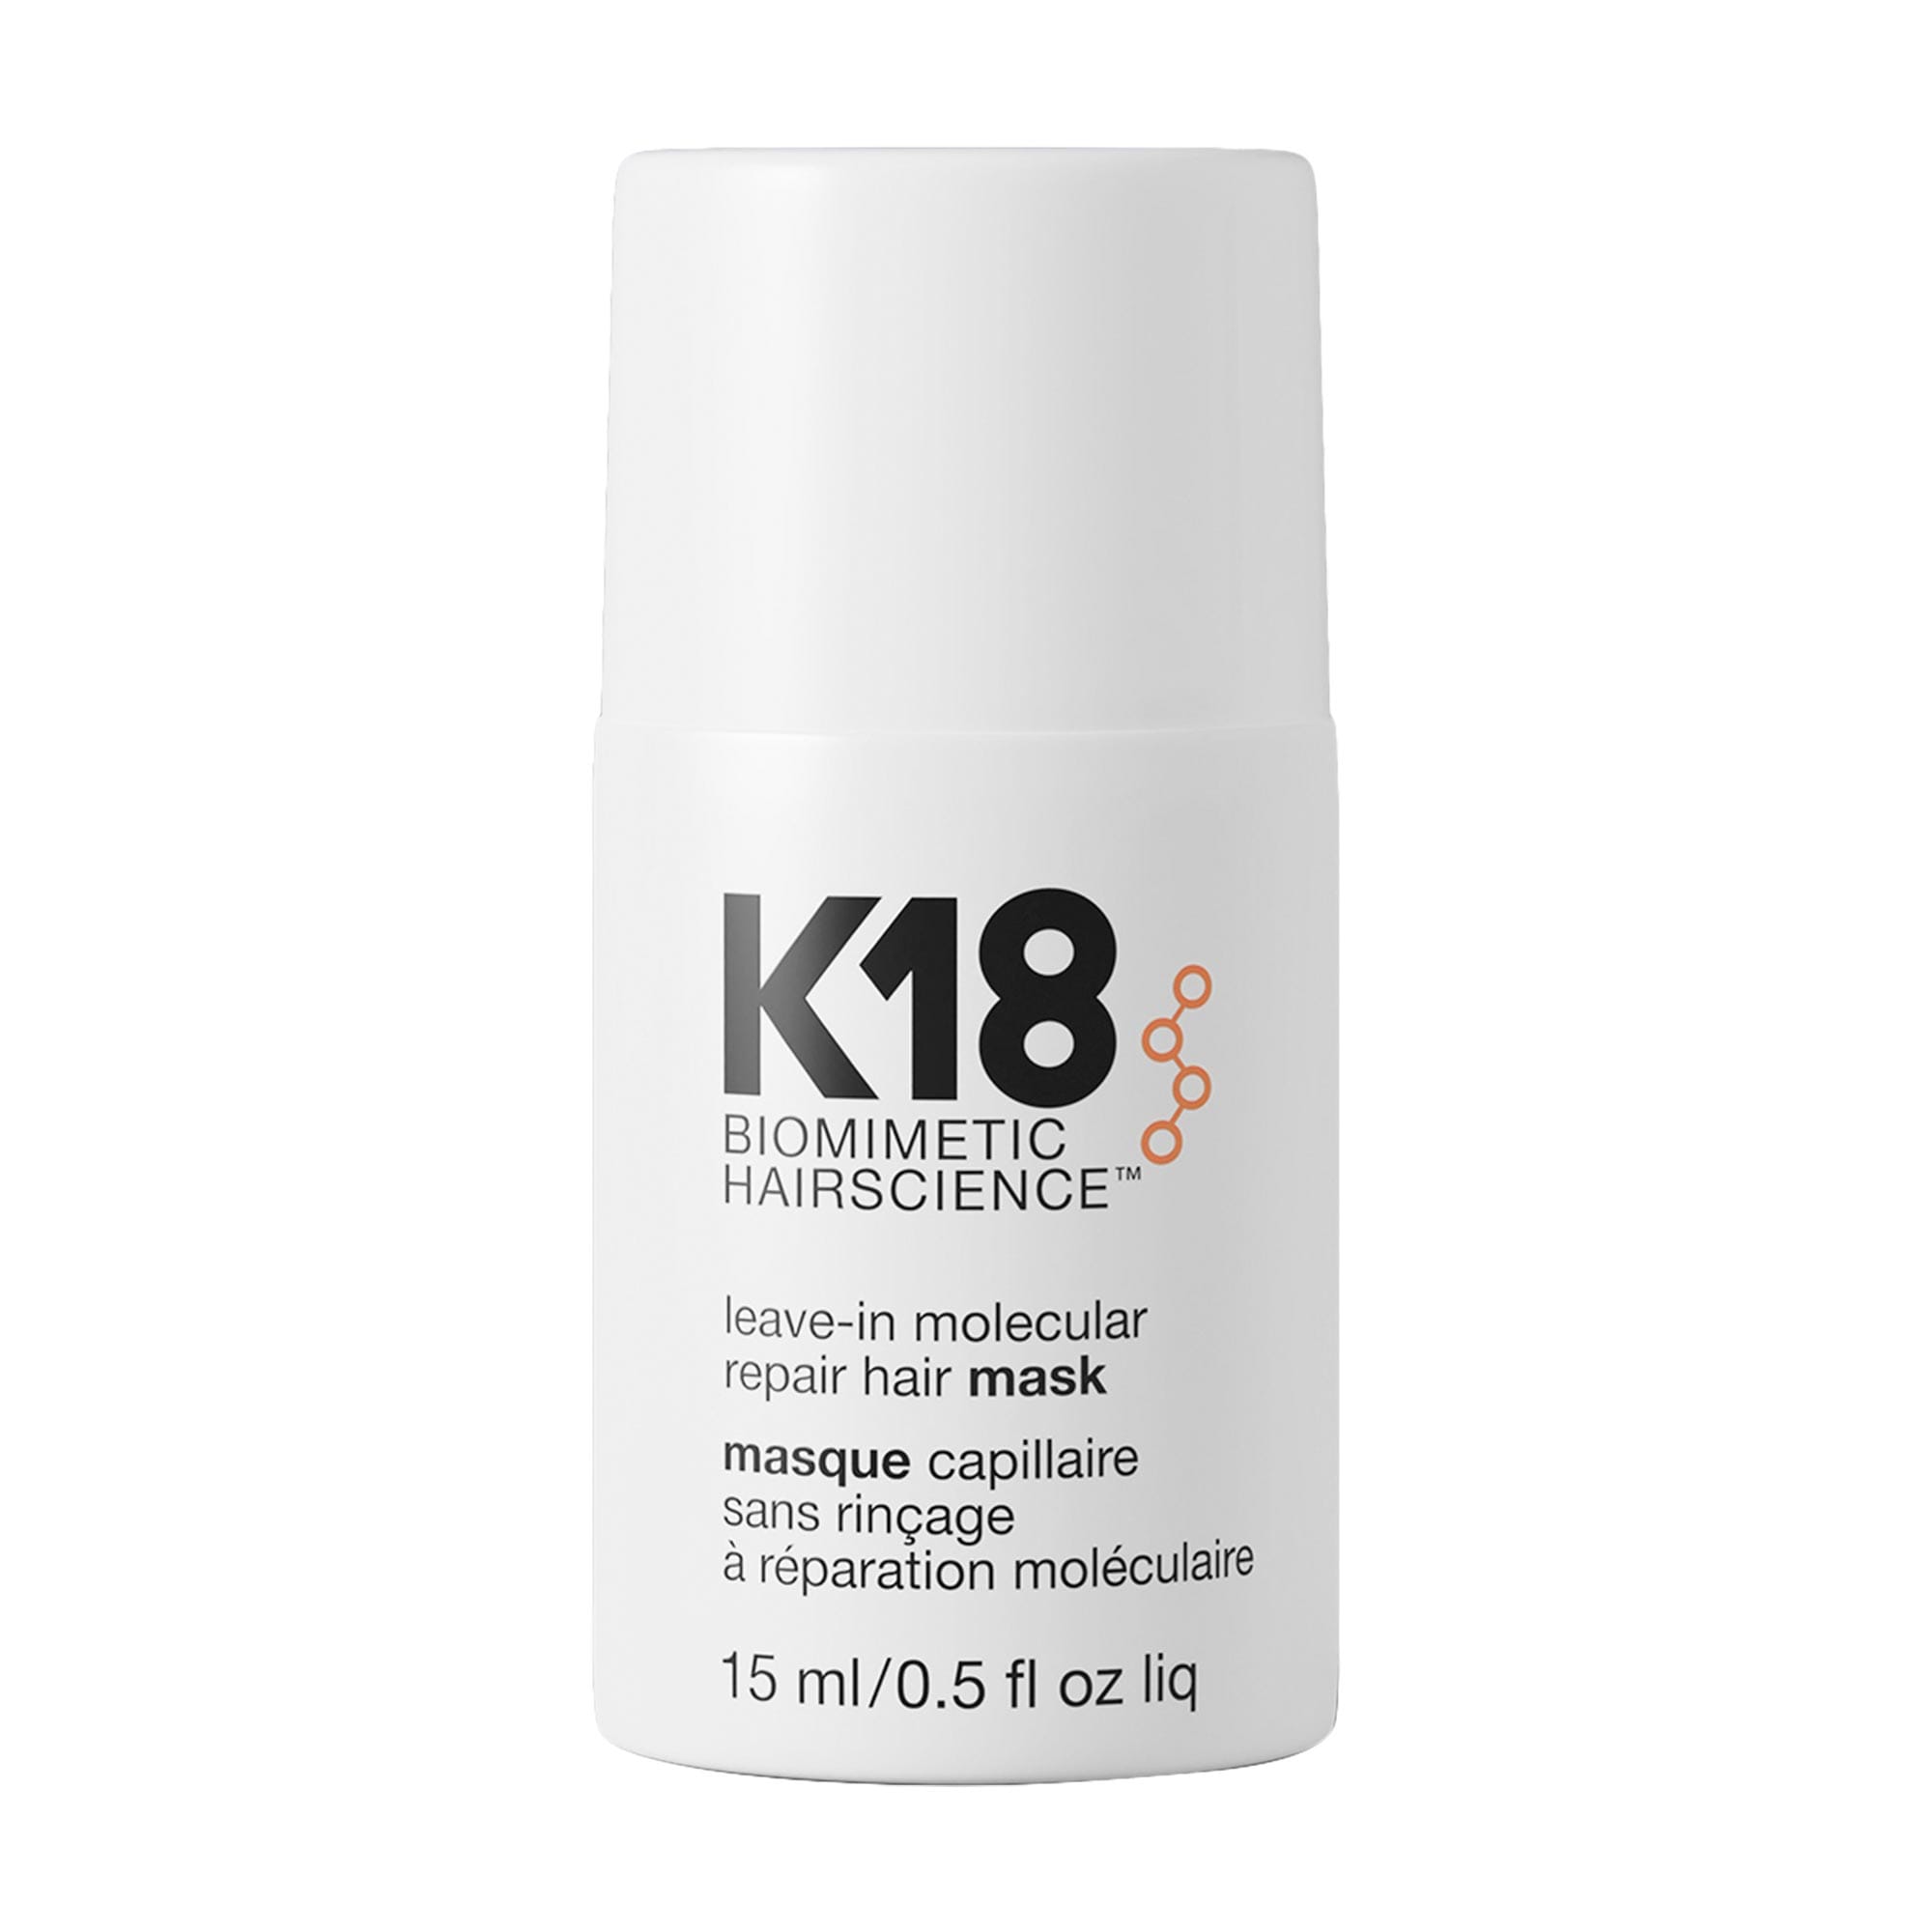 K18
BIOMIMETIC
HAIRSCIENCE™
leave-in molecular
repair hair mask
masque capillaire
sans rinçage
à réparation moléculaire
15 ml/0.5 fl oz liq